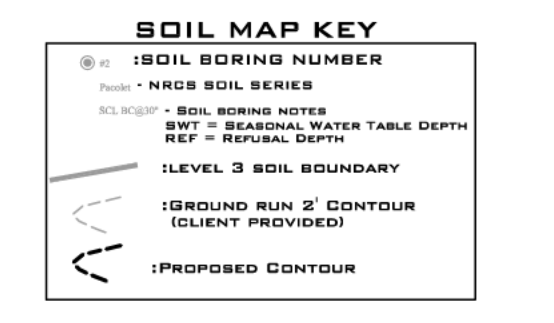 SOIL MAP KEY
#2 :SOIL BORING NUMBER
Pacolet - NRCS SOIL SERIES
SCL BC@30" - SOIL BORING NOTES
SWT = SEASONAL WATER TABLE DEPTH
REF = REFUSAL DEPTH
:LEVEL 3 SOIL BOUNDARY
:GROUND RUN 2' CONTOUR
(CLIENT PROVIDED)
:PROPOSED CONTOUR